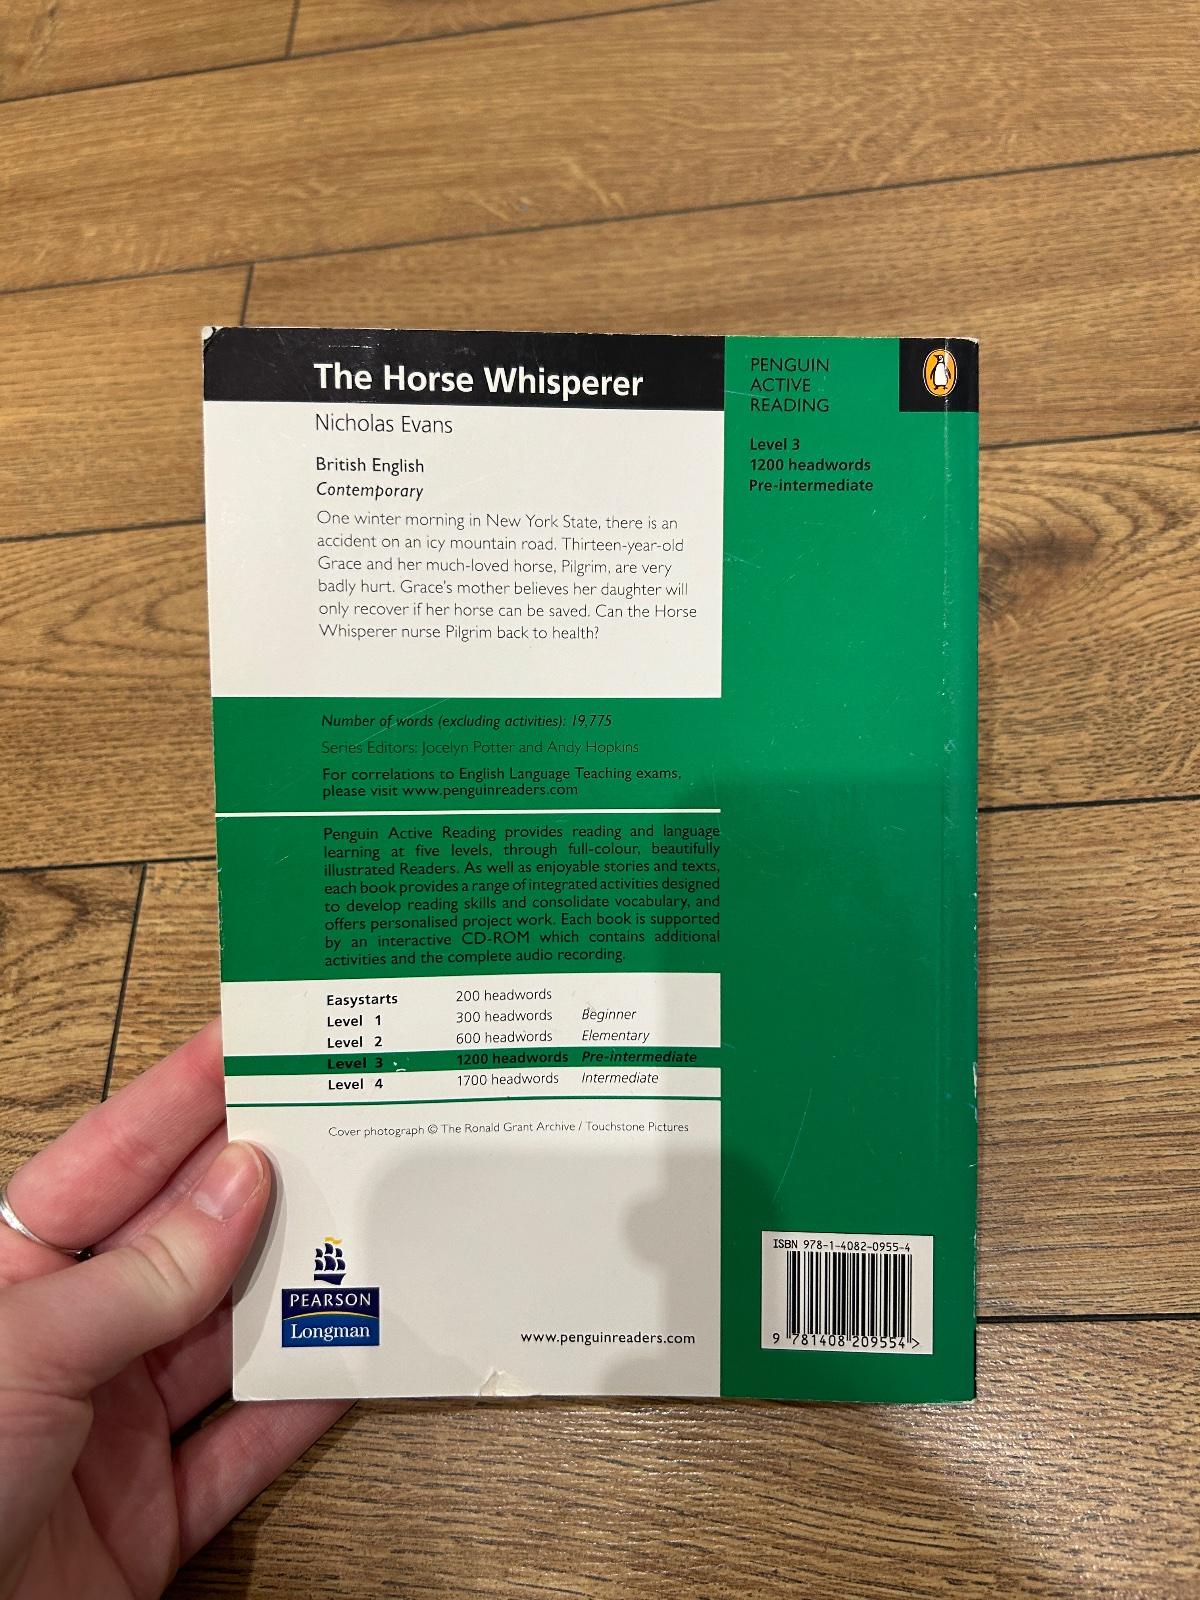 The Horse Whisperer
Nicholas Evans
British English
Contemporary
One winter morning in New York State, there is an
accident on an icy mountain road. Thirteen-year-old
Grace and her much-loved horse, Pilgrim, are very
badly hurt. Grace's mother believes her daughter will
only recover if her horse can be saved. Can the Horse
Whisperer nurse Pilgrim back to health?
PENGUIN
ACTIVE
READING
Level 3
1200 headwords
Pre-intermediate
Number of words (excluding activities): 19,775
Series Editors: Jocelyn Potter and Andy Hopkins
For correlations to English Language Teaching exams,
please visit www.penguinreaders.com
Penguin Active Reading provides reading and language
learning at five levels, through full-colour, beautifully
illustrated Readers. As well as enjoyable stories and texts,
each book provides a range of integrated activities designed
to develop reading skills and consolidate vocabulary, and
offers personalised project work. Each book is supported
by an interactive CD-ROM which contains additional
activities and the complete audio recording.
Easystarts 200 headwords
Level 1 300 headwords Beginner
Level 2 600 headwords Elementary
Level 3 1200 headwords Pre-intermediate
Level 4 1700 headwords Intermediate
Cover photograph © The Ronald Grant Archive / Touchstone Pictures
PEARSON
Longman
www.penguinreaders.com
ISBN 978-1-4082-0955-4
9 781408 209554 >